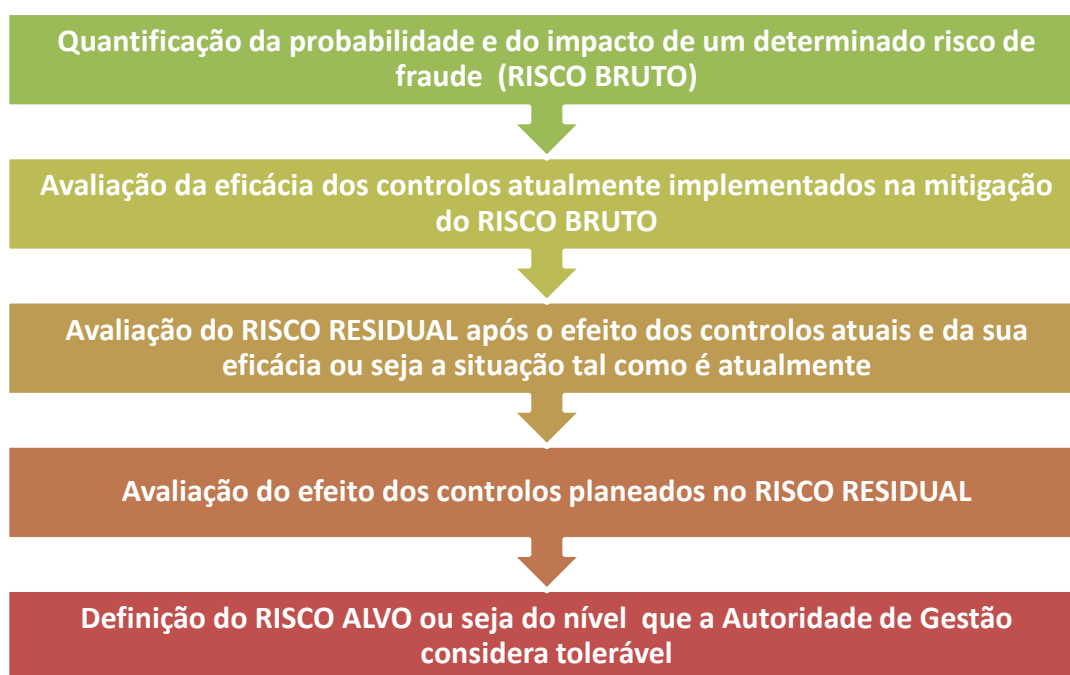 Quantificação da probabilidade e do impacto de um determinado risco de
fraude (RISCO BRUTO)
Avaliação da eficácia dos controlos atualmente implementados na mitigação
do RISCO BRUTO
Avaliação do RISCO RESIDUAL após o efeito dos controlos atuais e da sua
eficácia ou seja a situação tal como é atualmente
Avaliação do efeito dos controlos planeados no RISCO RESIDUAL
Definição do RISCO ALVO ou seja do nível que a Autoridade de Gestão
considera tolerável